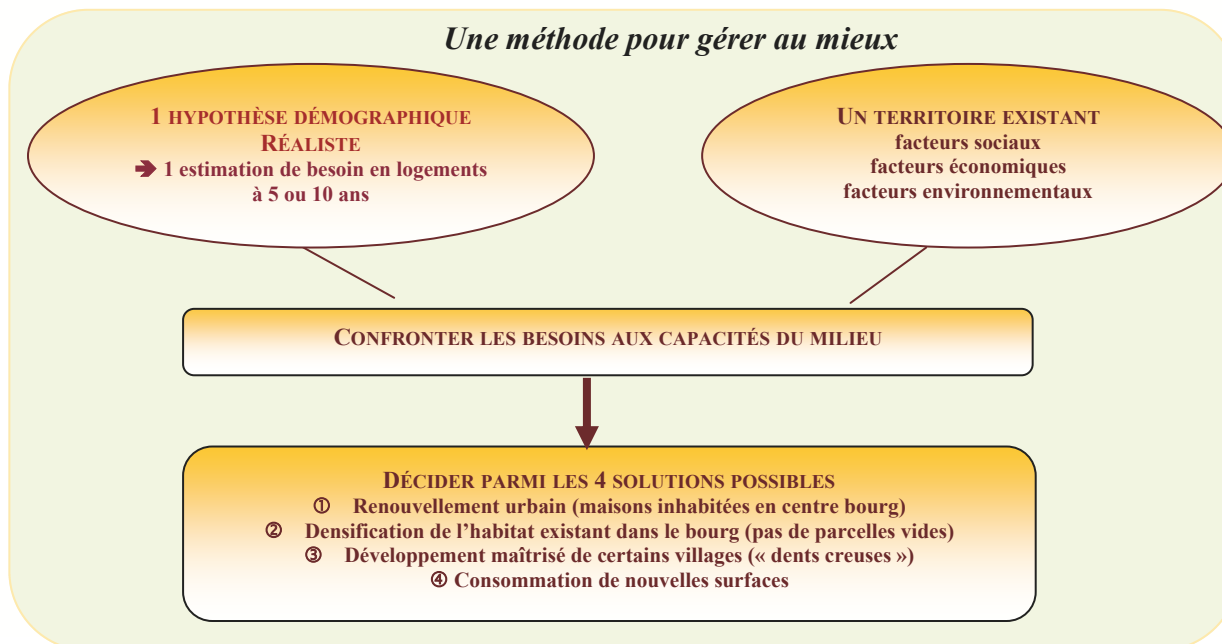 Une méthode pour gérer au mieux
1 HYPOTHÈSE DÉMOGRAPHIQUE
RÉALISTE
➔ 1 estimation de besoin en logements
à 5 ou 10 ans
UN TERRITOIRE EXISTANT
facteurs sociaux
facteurs économiques
facteurs environnementaux
CONFRONTER LES BESOINS AUX CAPACITÉS DU MILIEU
DÉCIDER PARMI LES 4 SOLUTIONS POSSIBLES
① Renouvellement urbain (maisons inhabitées en centre bourg)
② Densification de l’habitat existant dans le bourg (pas de parcelles vides)
③ Développement maîtrisé de certains villages (« dents creuses »)
④ Consommation de nouvelles surfaces